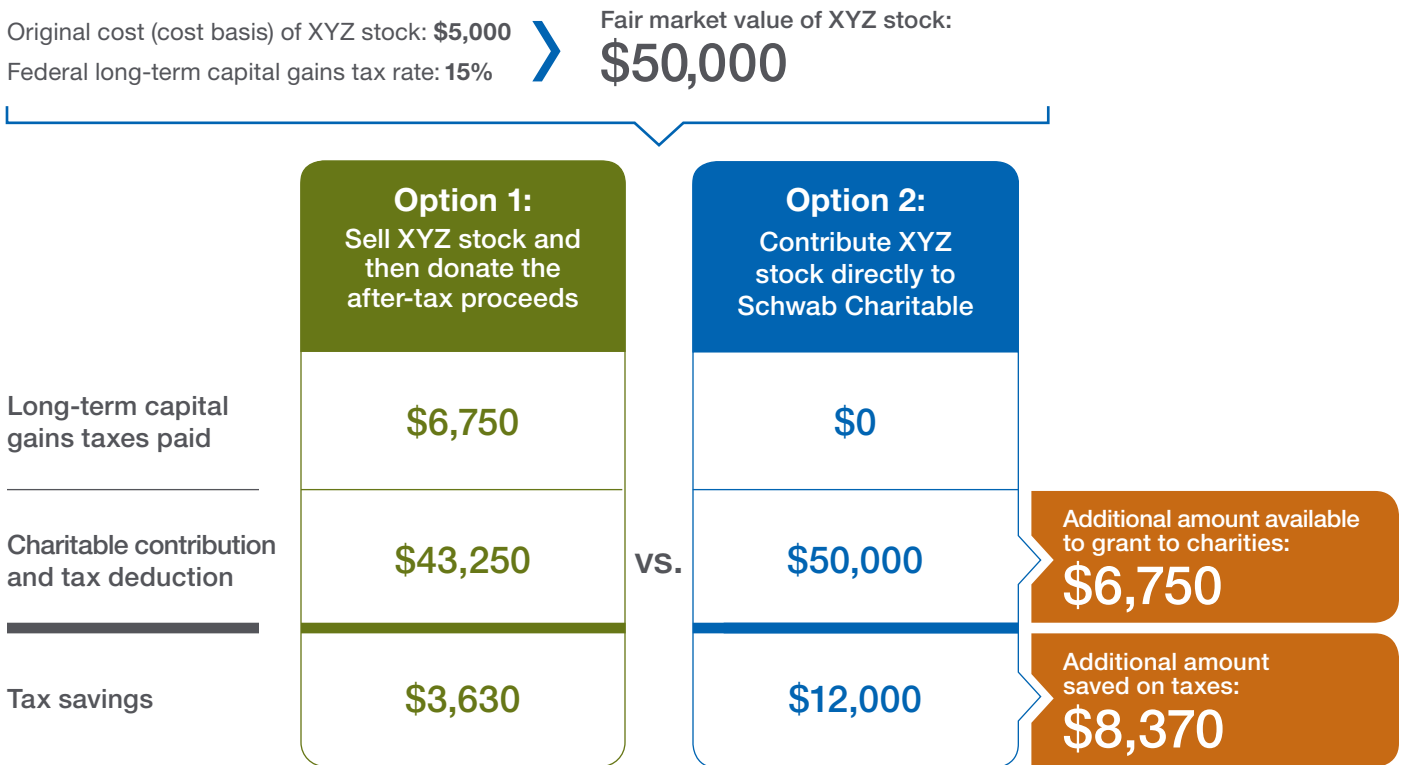 Original cost (cost basis) of XYZ stock: $5,000
Federal long-term capital gains tax rate: 15%
Fair market value of XYZ stock:
$50,000
Option 1:
Sell XYZ stock and
then donate the
after-tax proceeds
Option 2:
Contribute XYZ
stock directly to
Schwab Charitable
Long-term capital
gains taxes paid
$6,750
$0
Charitable contribution
and tax deduction
$43,250
vs.
$50,000
Additional amount available
to grant to charities:
$6,750
Tax savings
$3,630
$12,000
Additional amount
saved on taxes:
$8,370